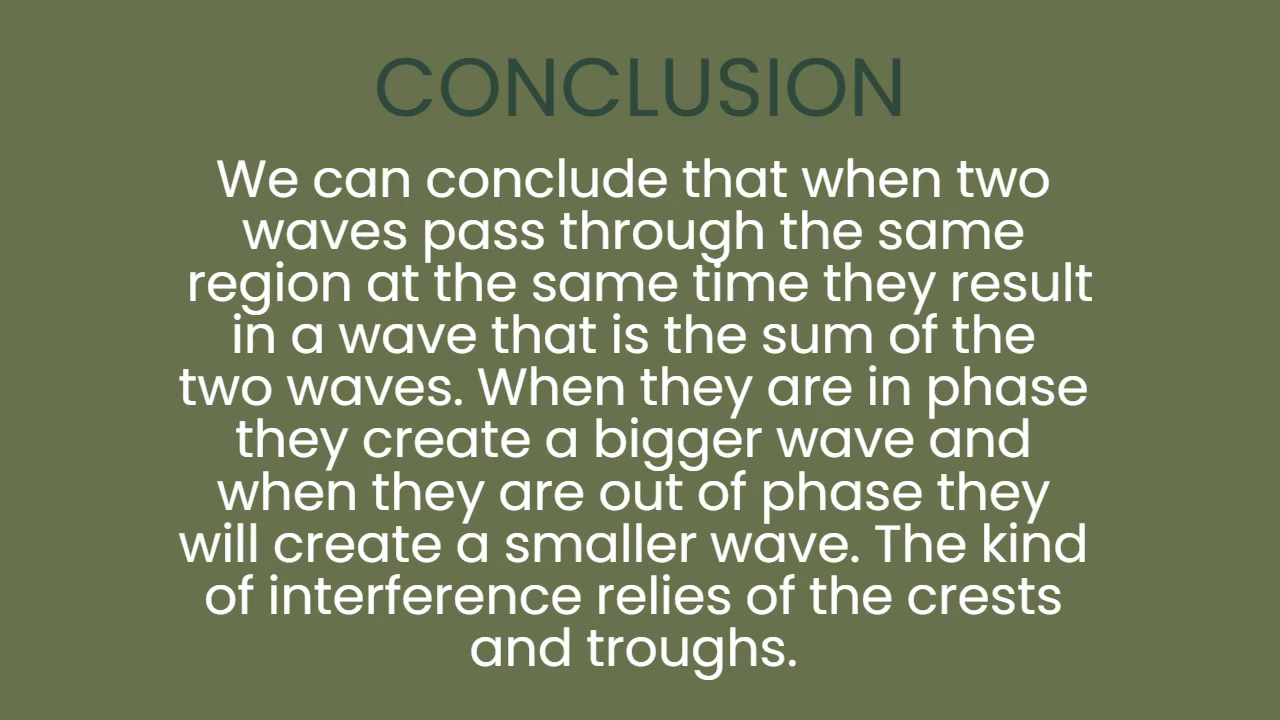 CONCLUSION
We can conclude that when two
waves pass through the same
region at the same time they result
in a wave that is the sum of the
two waves. When they are in phase
they create a bigger wave and
when they are out of phase they
will create a smaller wave. The kind
of interference relies of the crests
and troughs.